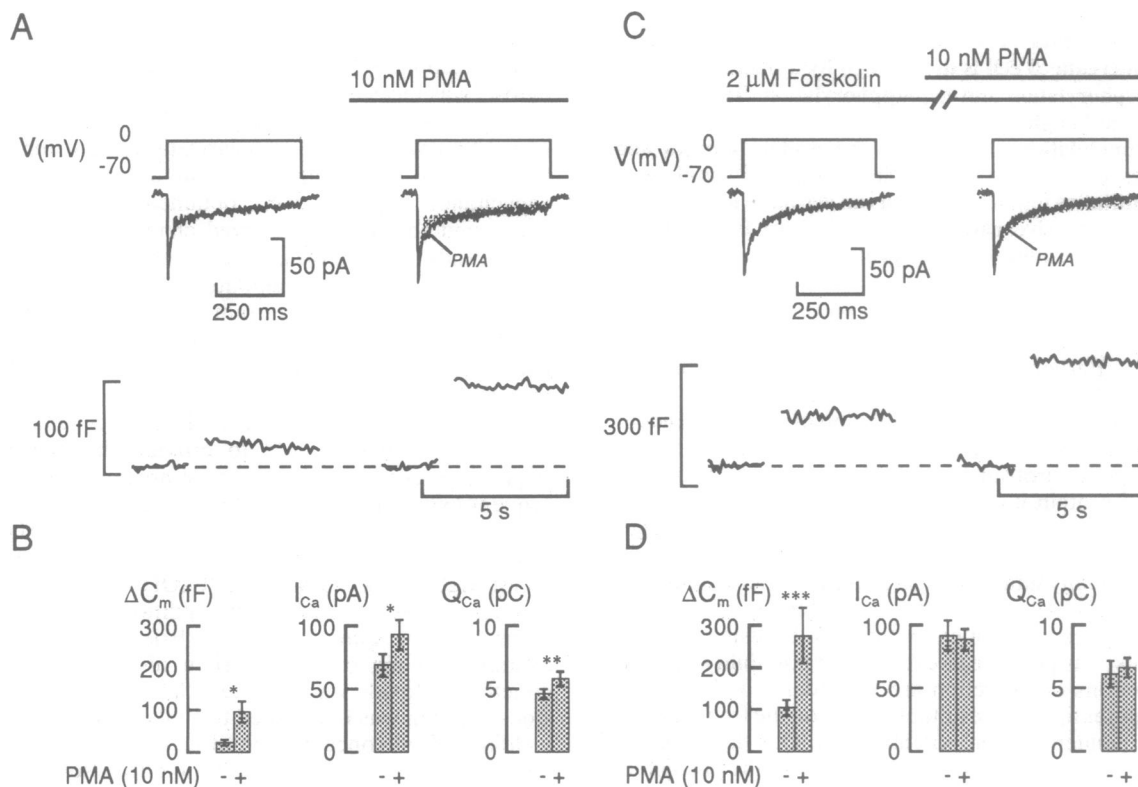 A
10 nM PMA
V(mV)
0
-70
PMA
50 pA
250 ms
100 fF
5 s
B
ΔCm (fF)
300
200
100
0
*
ICa (pA)
100
50
0
*
QCa (pC)
10
5
0
**
PMA (10 nM)
- +
- +
- +
C
10 nM PMA
2 μM Forskolin
V(mV)
0
-70
PMA
50 pA
250 ms
300 fF
5 s
D
ΔCm (fF)
300
200
100
0
***
ICa (pA)
100
50
0
QCa (pC)
10
5
0
PMA (10 nM)
- +
- +
- +